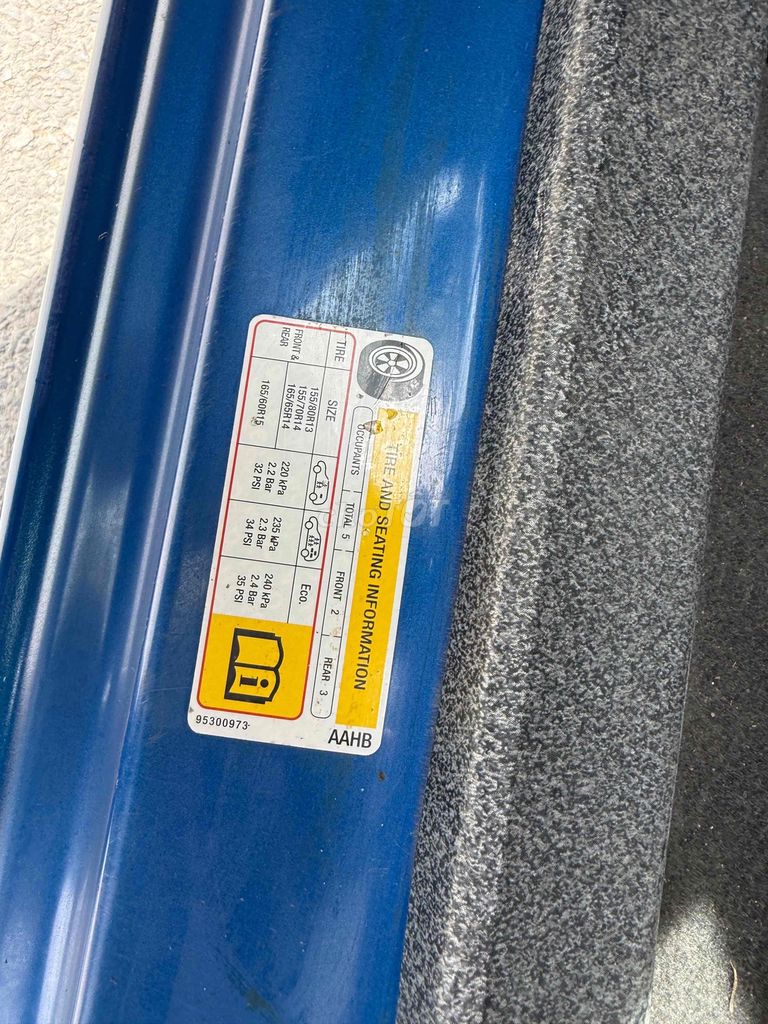 TIRE AND SEATING INFORMATION
OCCUPANTS TOTAL 5 FRONT 2 REAR 3
TIRE SIZE Eco.
FRONT &
REAR
155/80R13
155/70R14
165/65R14
165/60R15
220 kPa
2.2 Bar
32 PSI
235 kPa
2.3 Bar
34 PSI
240 kPa
2.4 Bar
35 PSI
95300973
AAHB